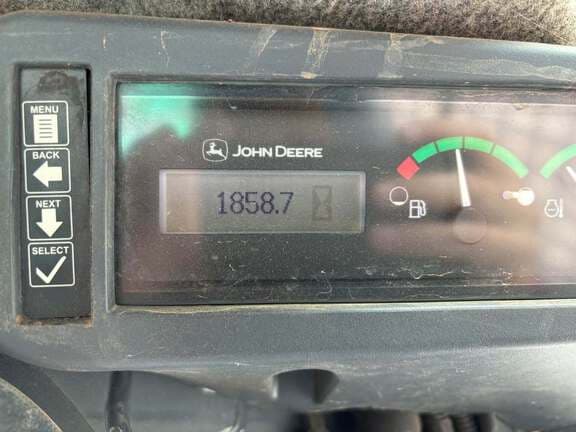 MENU
BACK
NEXT
SELECT
JOHN DEERE
1858.7